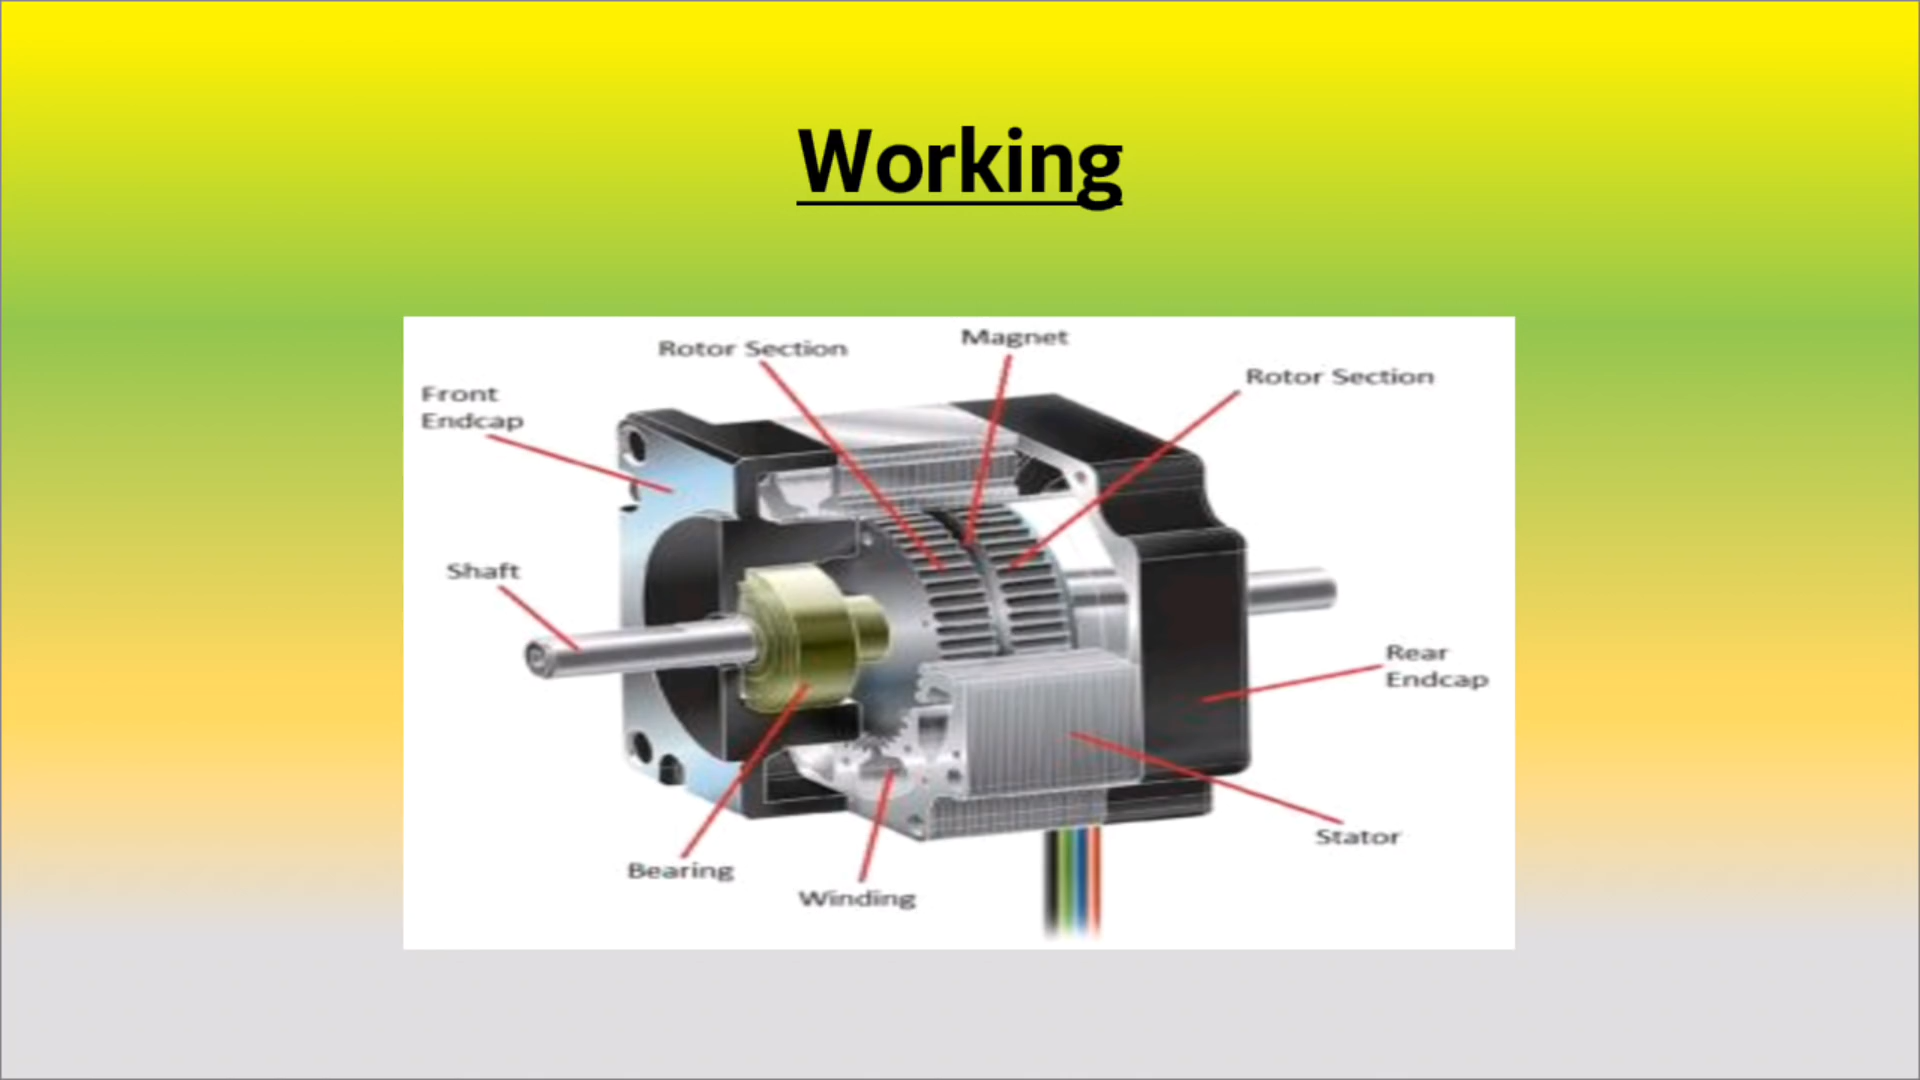 Working
Rotor Section
Magnet
Rotor Section
Front
Endcap
Shaft
Rear
Endcap
Stator
Bearing
Winding